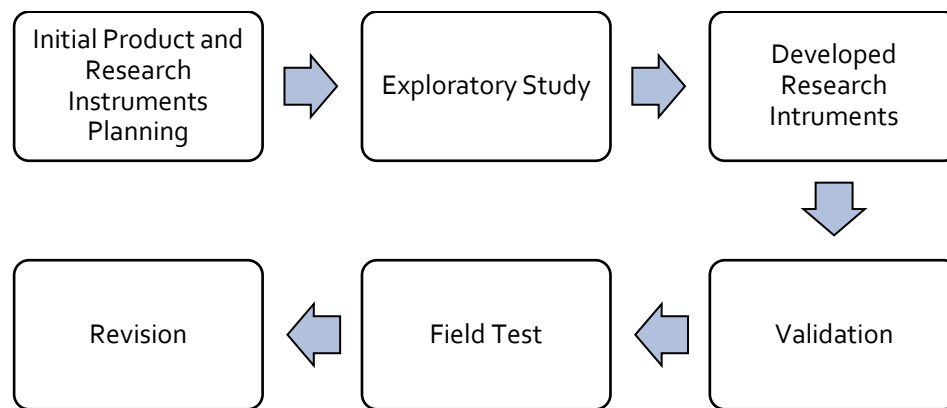 Initial Product and
Research
Instruments
Planning
Exploratory Study
Developed
Research
Intruments
Validation
Field Test
Revision